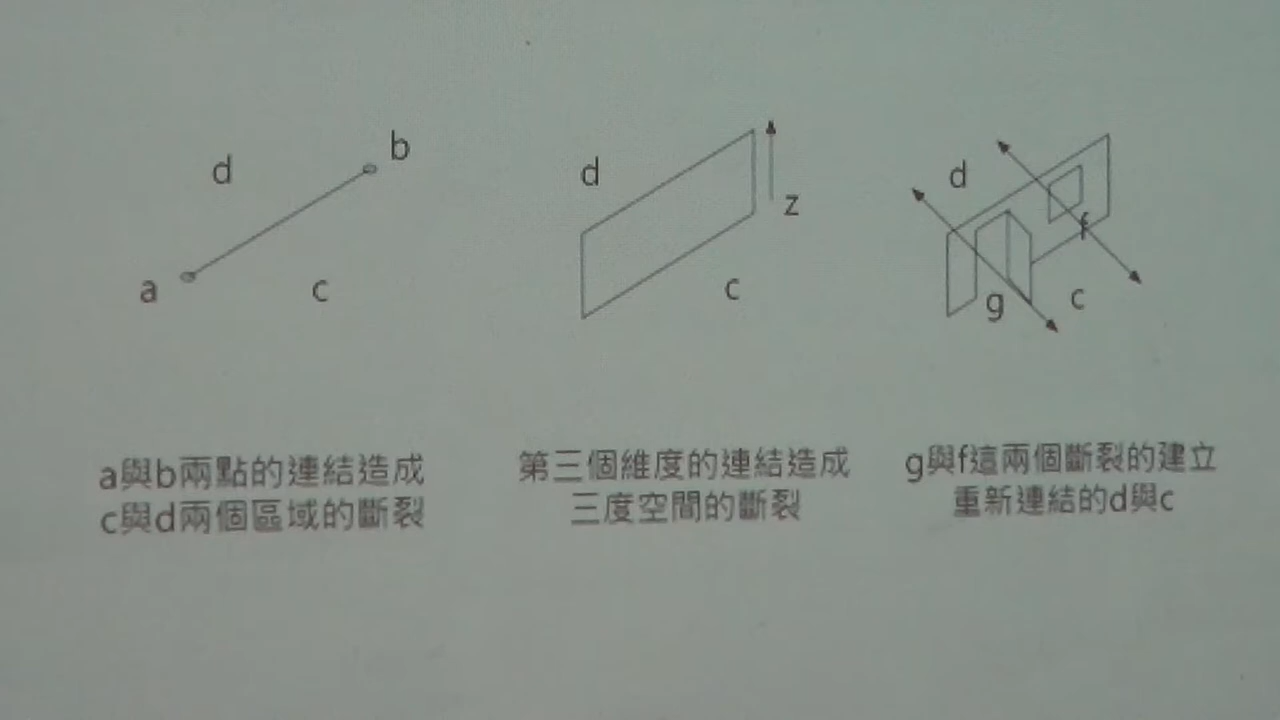 d
b
a
c
d
z
c
d
f
g
c
a與b兩點的連結造成
c與d兩個區域的斷裂
第三個維度的連結造成
三度空間的斷裂
g與f這兩個斷裂的建立
重新連結的d與c